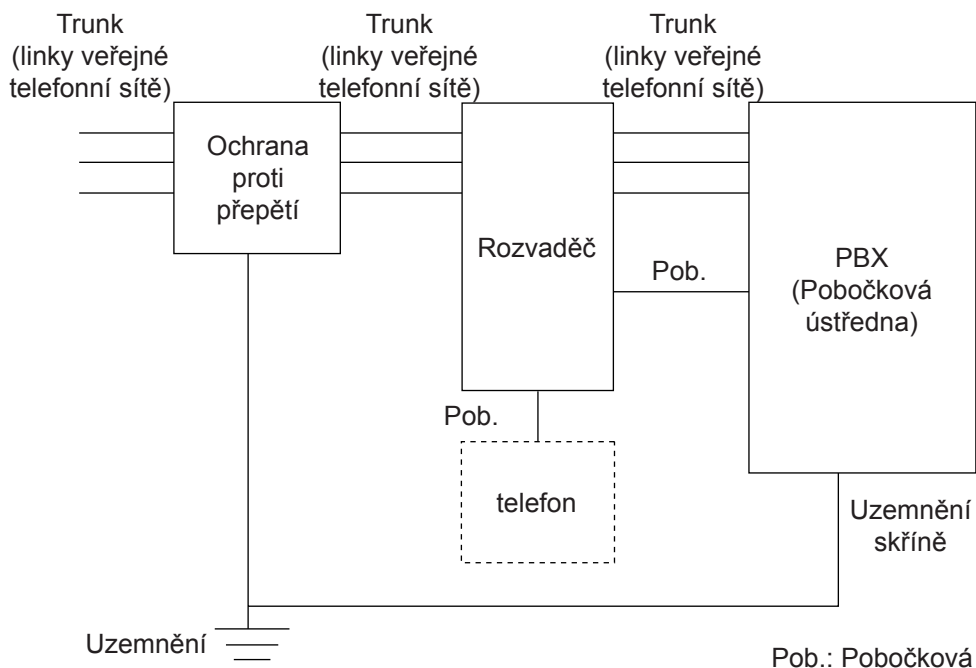 Trunk
(linky veřejné
telefonní sítě)
Trunk
(linky veřejné
telefonní sítě)
Trunk
(linky veřejné
telefonní sítě)
Ochrana
proti
přepětí
Rozvaděč
Pob.
PBX
(Pobočková
ústředna)
Pob.
telefon
Uzemnění
skříně
Uzemnění
Pob.: Pobočková